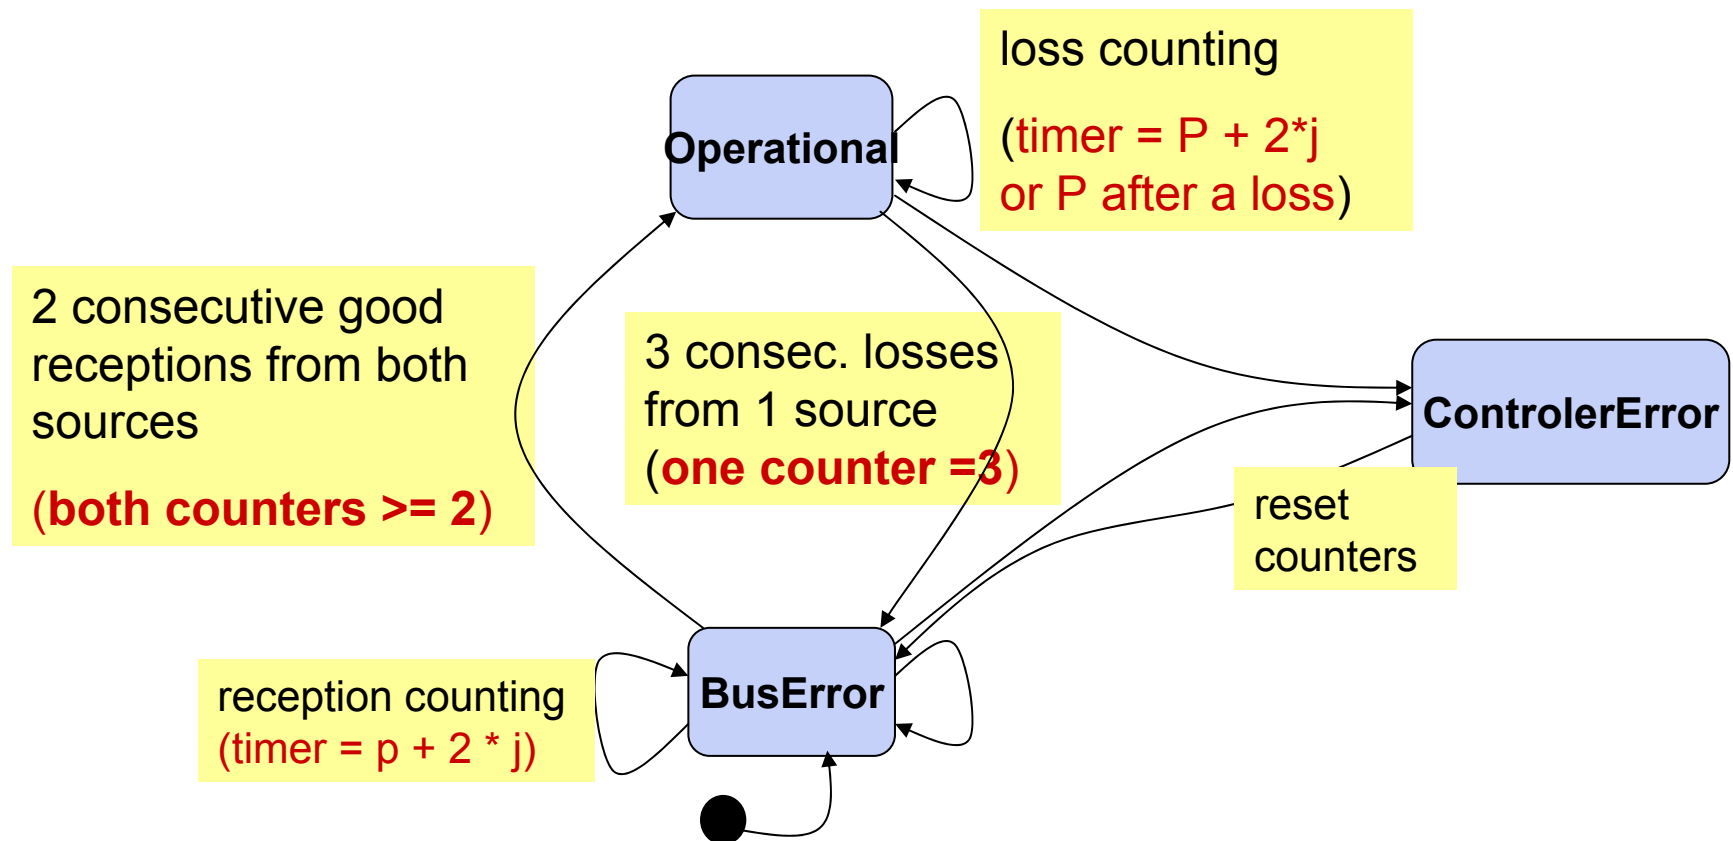 loss counting
(timer = P + 2*j
or P after a loss)
Operational
2 consecutive good
receptions from both
sources
(both counters >= 2)
3 consec. losses
from 1 source
(one counter =3)
ControlerError
reset
counters
reception counting
(timer = p + 2 * j)
BusError